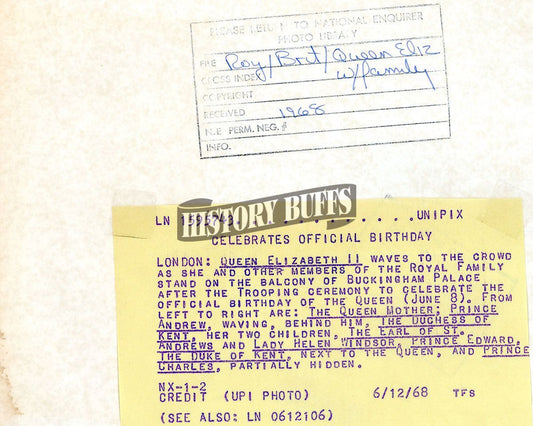 PLEASE RETURN TO NATIONAL ENQUIRER
PHOTO LIBRARY
FILE Roy/Brit/Queen Eliz
CROSS INDEX w/family
COPYRIGHT
RECEIVED 1968
N.E. PERM. NEG. #
INFO.
HISTORY BUFFS
LN 1595743. . . . . . . . . . . .UNIPIX
CELEBRATES OFFICIAL BIRTHDAY
LONDON: QUEEN ELIZABETH II WAVES TO THE CROWD
AS SHE AND OTHER MEMBERS OF THE ROYAL FAMILY
STAND ON THE BALCONY OF BUCKINGHAM PALACE
AFTER THE TROOPING CEREMONY TO CELEBRATE THE
OFFICIAL BIRTHDAY OF THE QUEEN (JUNE 8). FROM
LEFT TO RIGHT ARE: THE QUEEN MOTHER; PRINCE
ANDREW, WAVING, BEHIND HIM, THE DUCHESS OF
KENT, HER TWO CHILDREN, THE EARL OF ST.
ANDREWS AND LADY HELEN WINDSOR, PRINCE EDWARD,
THE DUKE OF KENT, NEXT TO THE QUEEN, AND PRINCE
CHARLES, PARTIALLY HIDDEN.
NX-1-2
CREDIT (UPI PHOTO) 6/12/68 TFS
(SEE ALSO: LN 0612106)